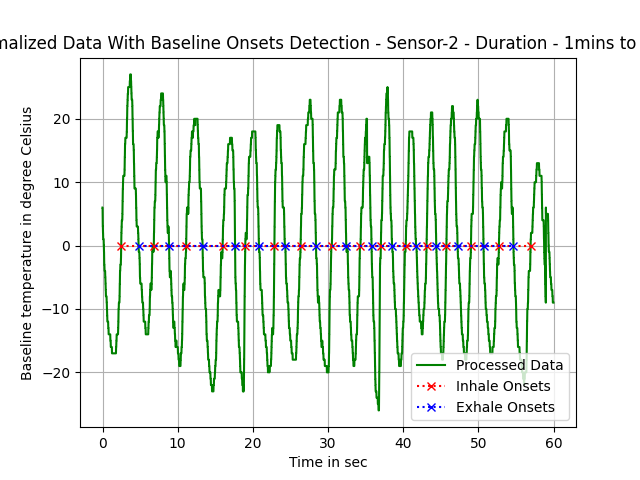 malized Data With Baseline Onsets Detection - Sensor-2 - Duration - 1mins to
Baseline temperature in degree Celsius
20
10
0
−10
−20
0 10 20 30 40 50 60
Time in sec
Processed Data
Inhale Onsets
Exhale Onsets